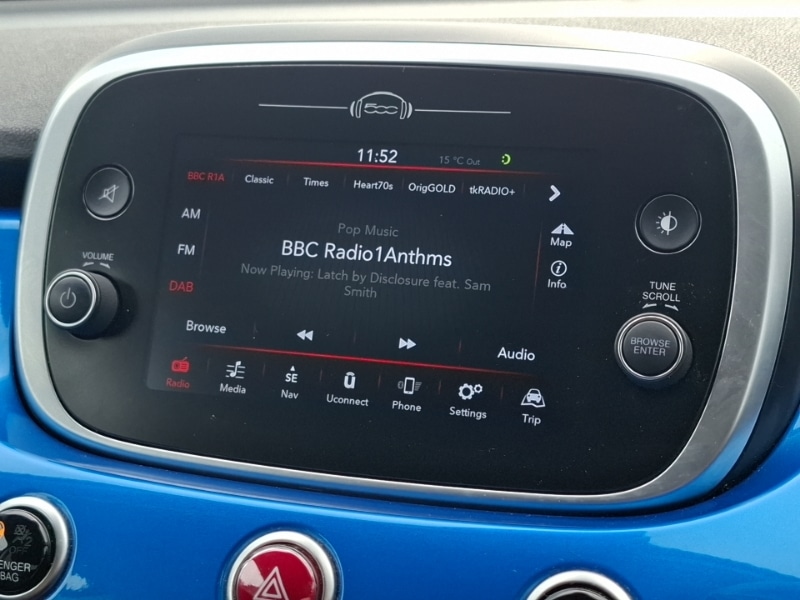 500
11:52 15 °C Out
BBC R1A Classic Times Heart70s OrigGOLD tkRADIO+
AM
FM
DAB
Pop Music
BBC Radio1Anthms
Now Playing: Latch by Disclosure feat. Sam
Smith
Map
Info
Browse Audio
Radio Media Nav Uconnect Phone Settings Trip
SE
ü
VOLUME
TUNE
SCROLL
BROWSE
ENTER
BAG